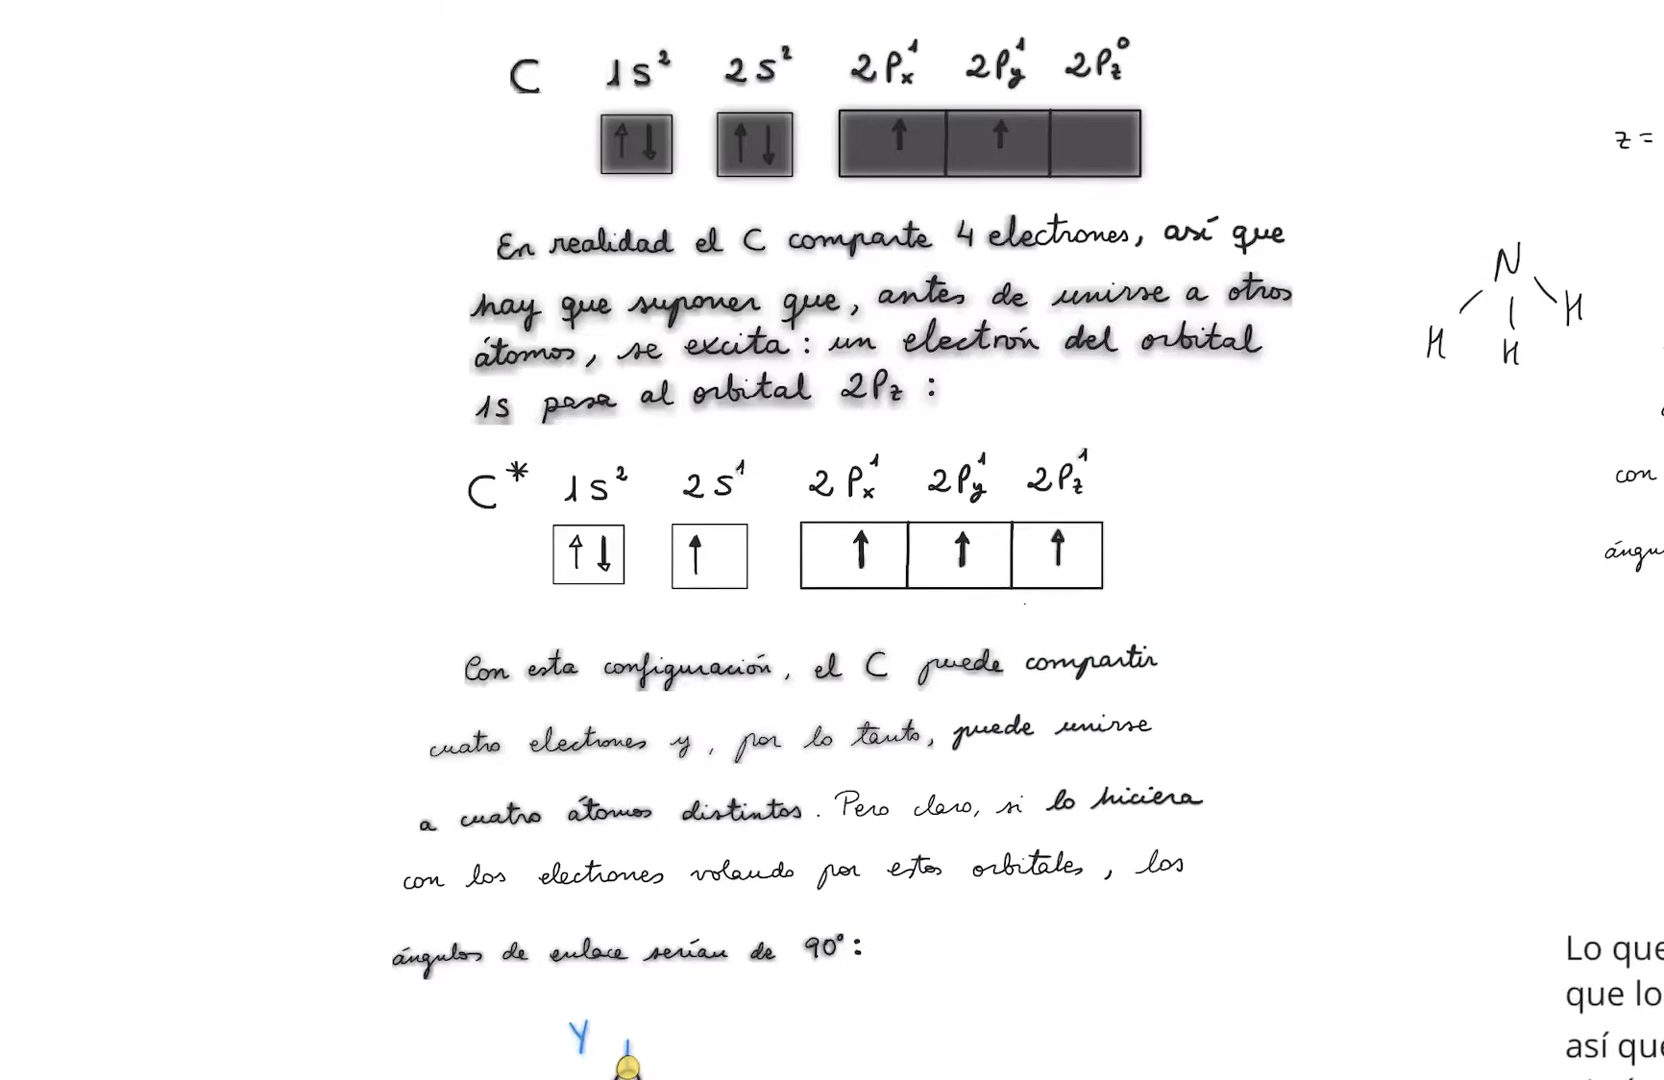 C 1s² 2s² 2Px¹ 2Py¹ 2Pz⁰
En realidad el C comparte 4 electrones, así que
hay que suponer que, antes de unirse a otros
átomos, se excita: un electrón del orbital
1s pasa al orbital 2Pz:
C* 1s² 2s¹ 2Px¹ 2Py¹ 2Pz¹
Con esta configuración, el C puede compartir
cuatro electrones y, por lo tanto, puede unirse
a cuatro átomos distintos. Pero claro, si lo hiciera
con los electrones volando por estos orbitales, los
ángulos de enlace serían de 90º:
Y
z =
N
H H H
con
ángu
Lo que
que lo
así que